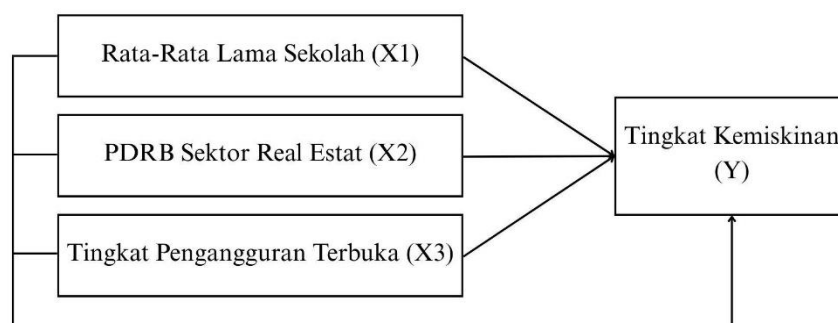 Rata-Rata Lama Sekolah (X1)
PDRB Sektor Real Estat (X2)
Tingkat Pengangguran Terbuka (X3)
Tingkat Kemiskinan
(Y)